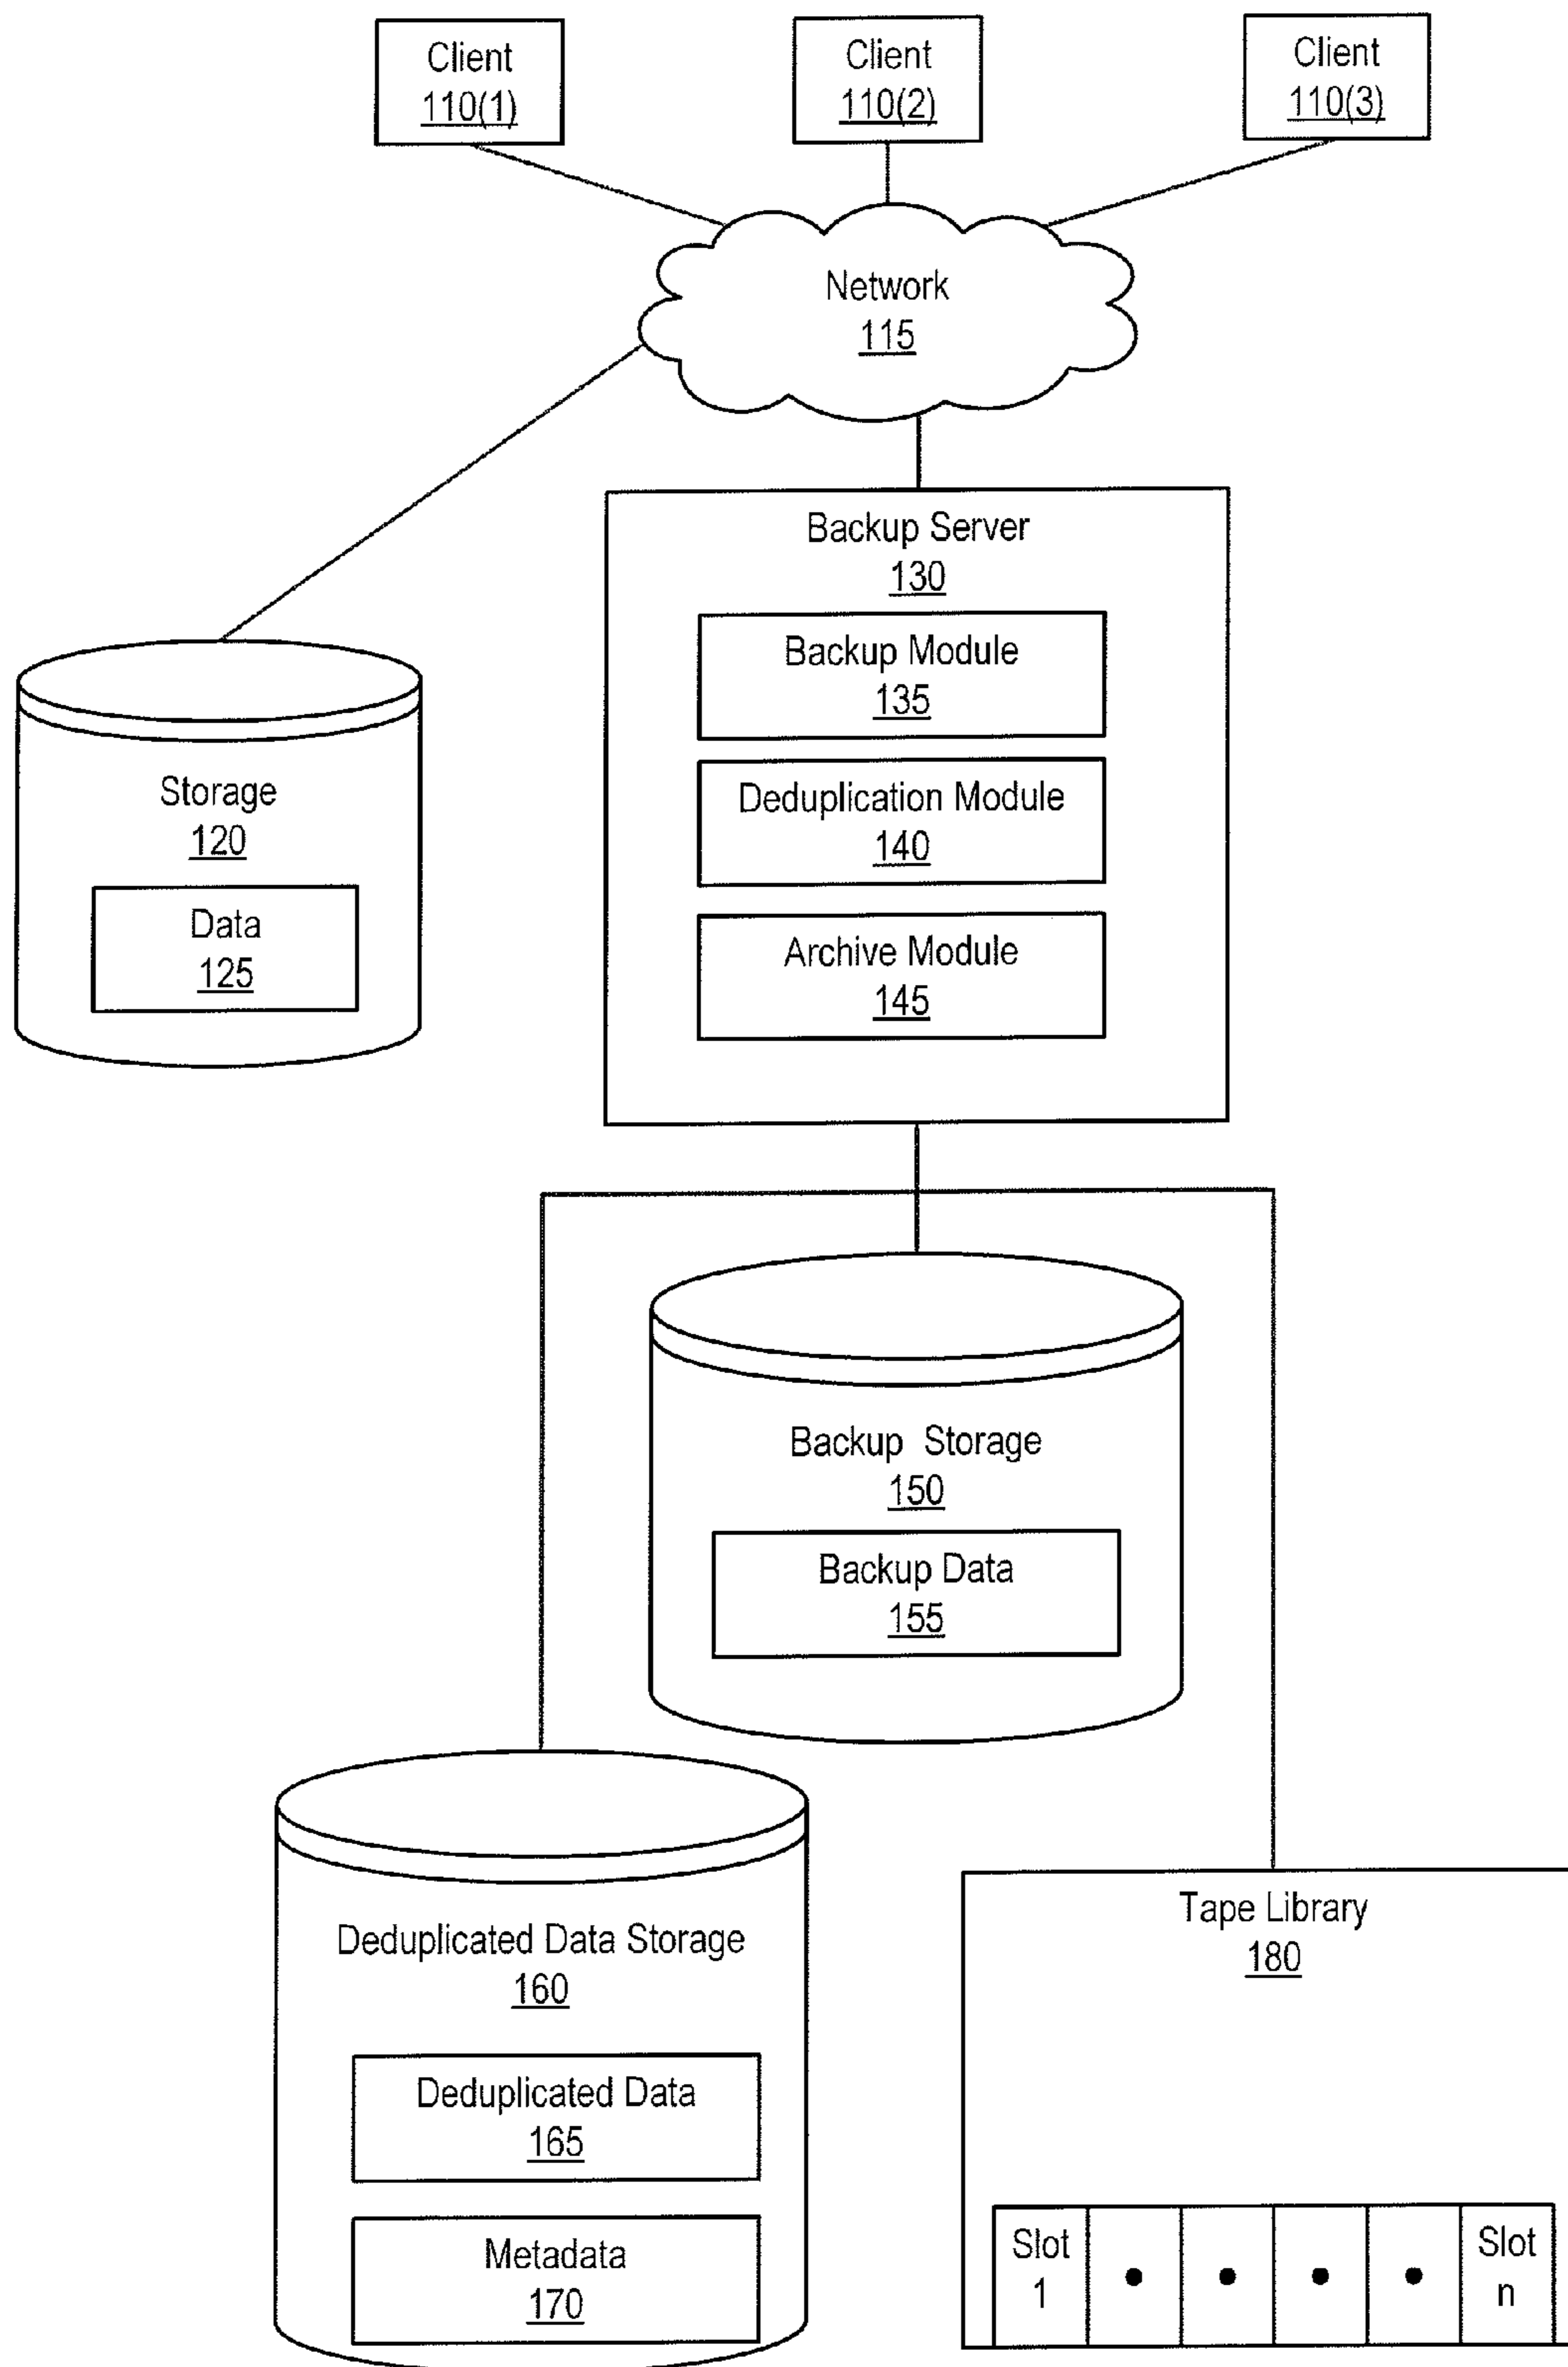 Client
110(1)
Client
110(2)
Client
110(3)
Network
115
Backup Server
130
Backup Module
135
Deduplication Module
140
Archive Module
145
Storage
120
Data
125
Backup Storage
150
Backup Data
155
Deduplicated Data Storage
160
Deduplicated Data
165
Metadata
170
Tape Library
180
Slot
1
Slot
n